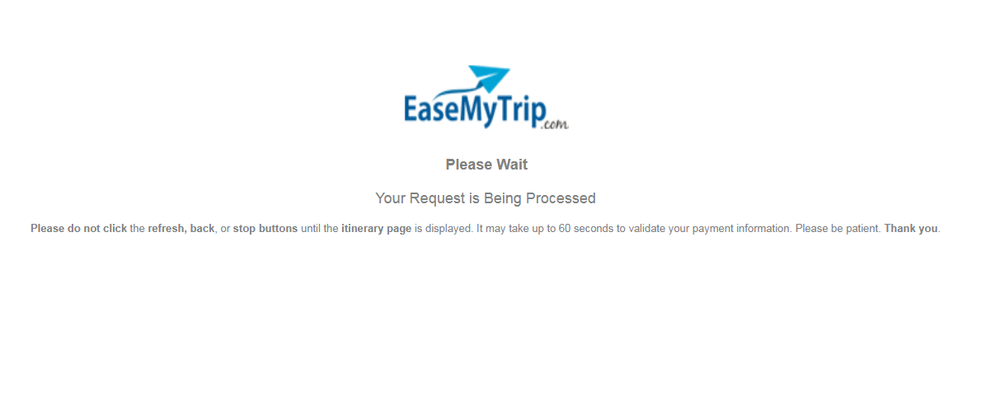 EaseMyTrip.com
Please Wait
Your Request is Being Processed
Please do not click the refresh, back, or stop buttons until the itinerary page is displayed. It may take up to 60 seconds to validate your payment information. Please be patient. Thank you.